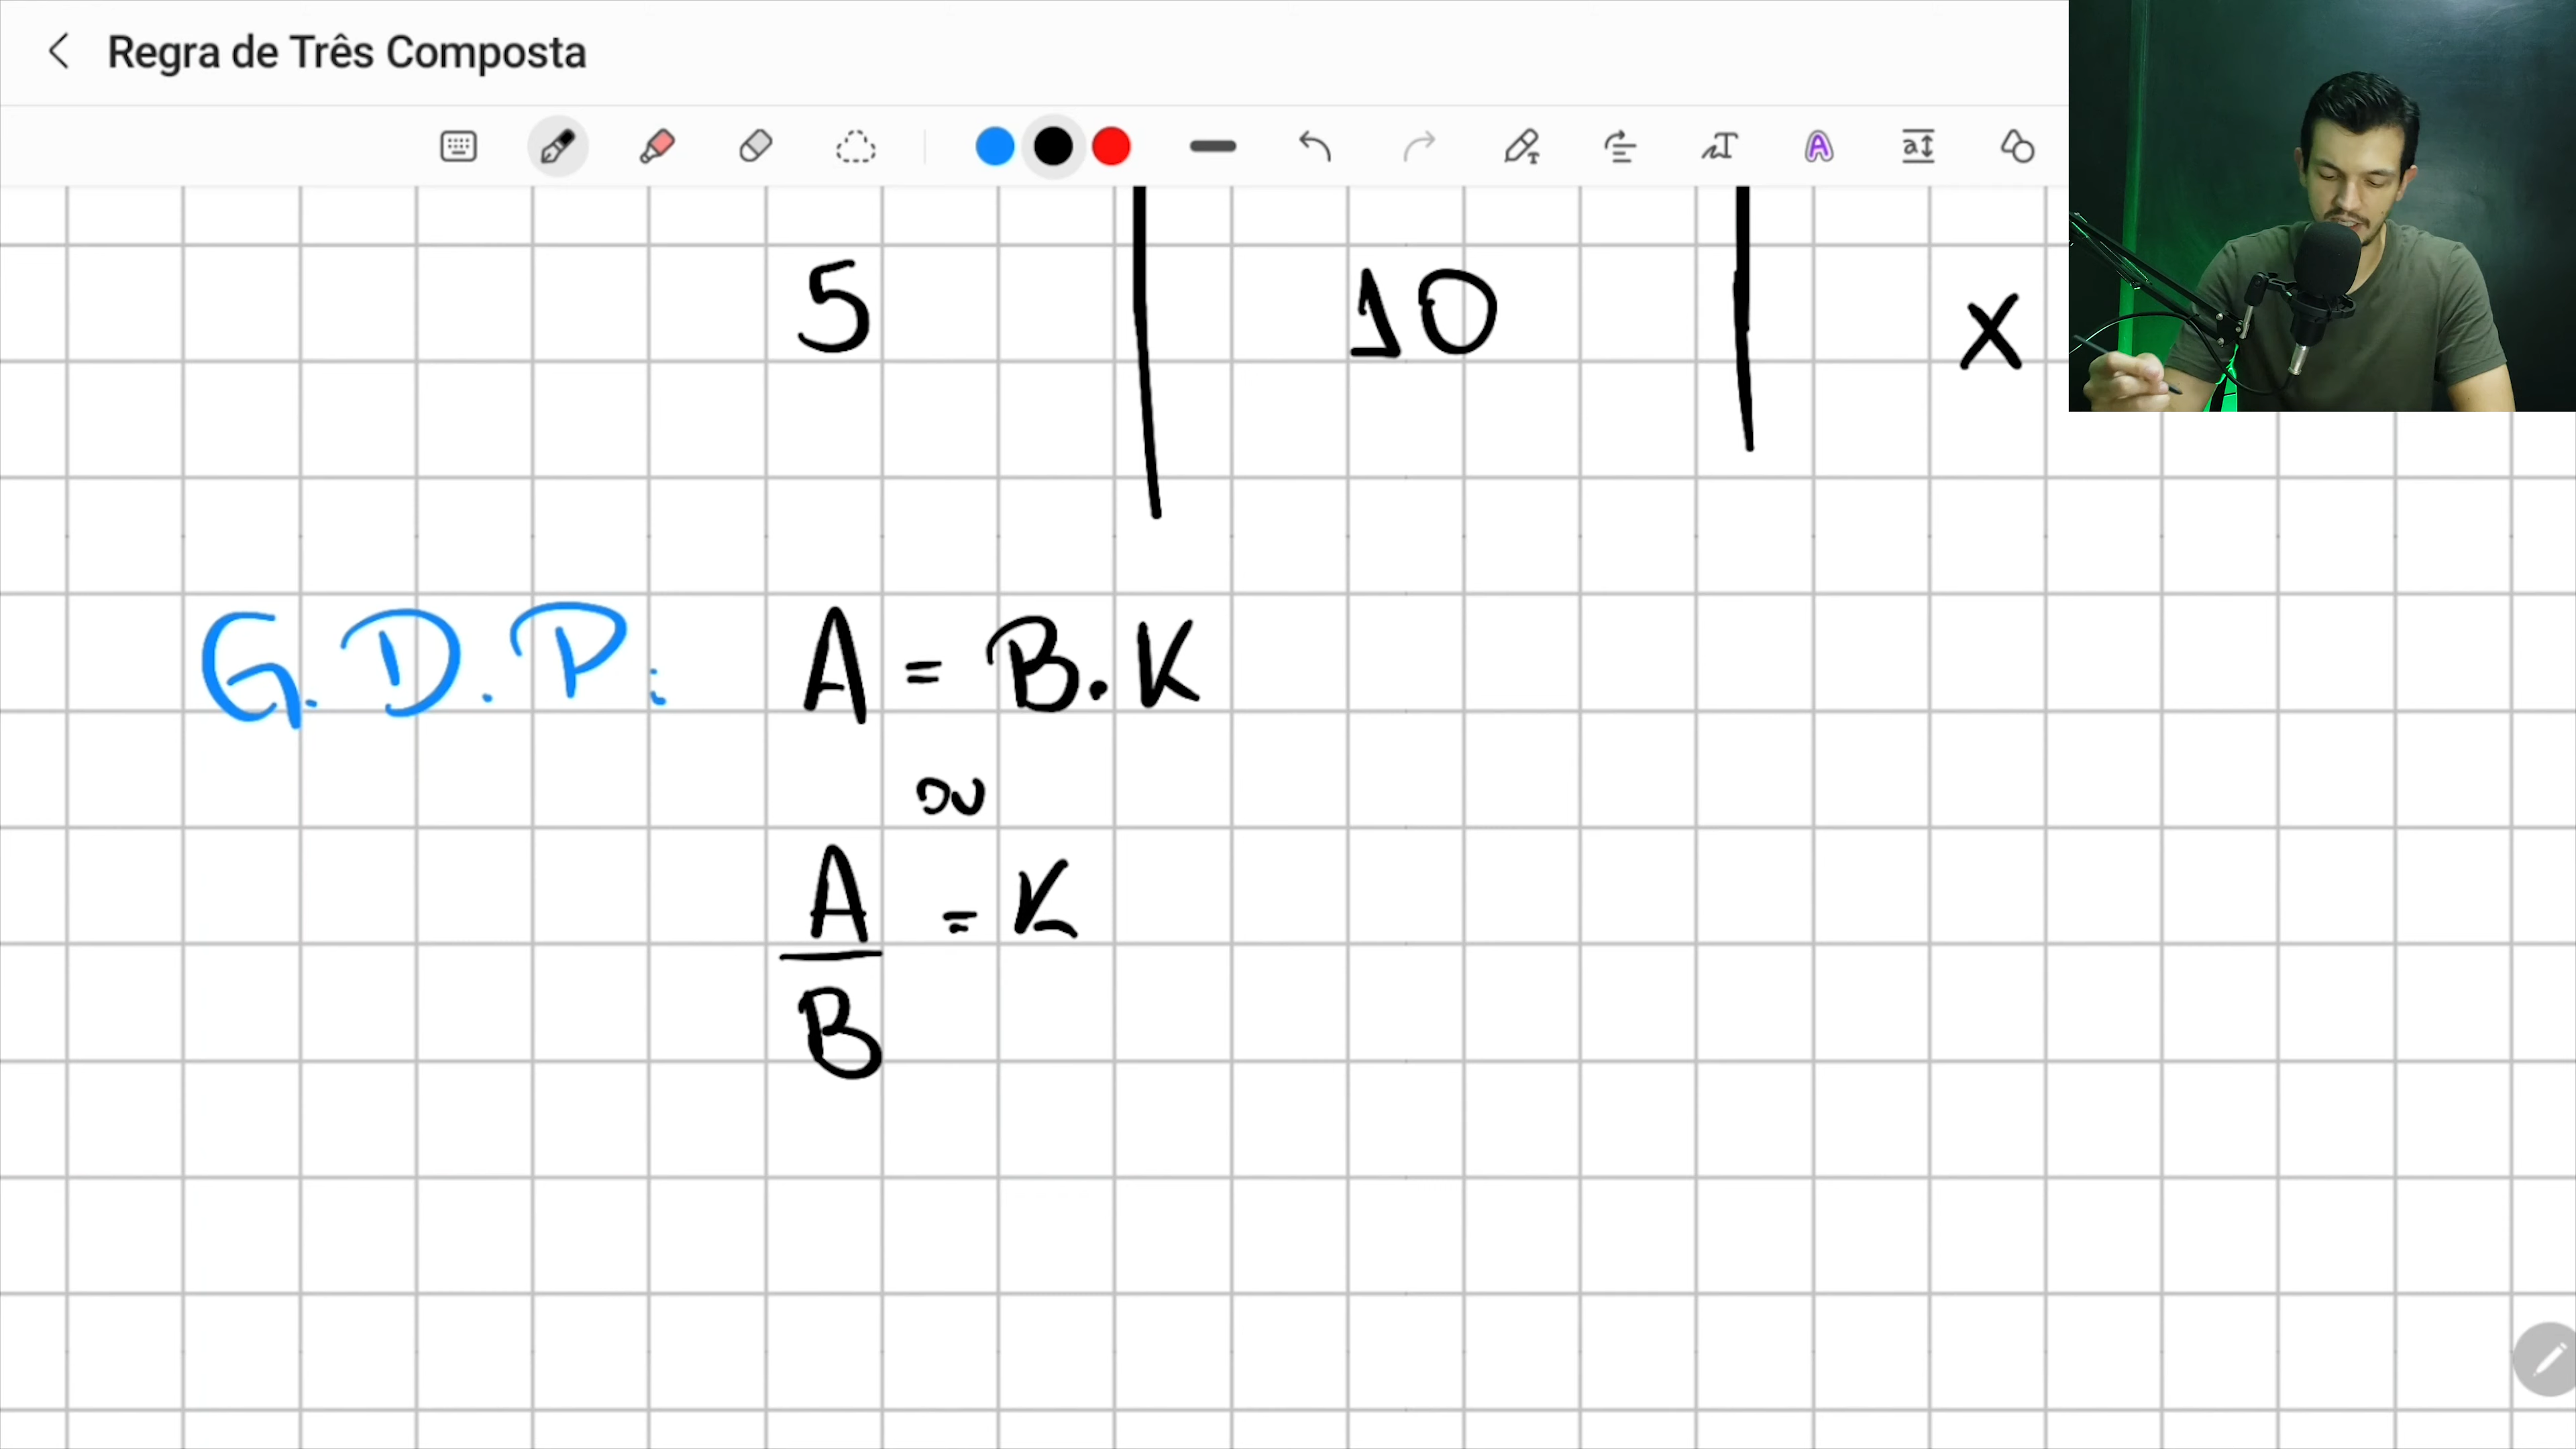 Regra de Três Composta
5 | 10 | x
G.D.P: A = B.K
ou
A/B = K